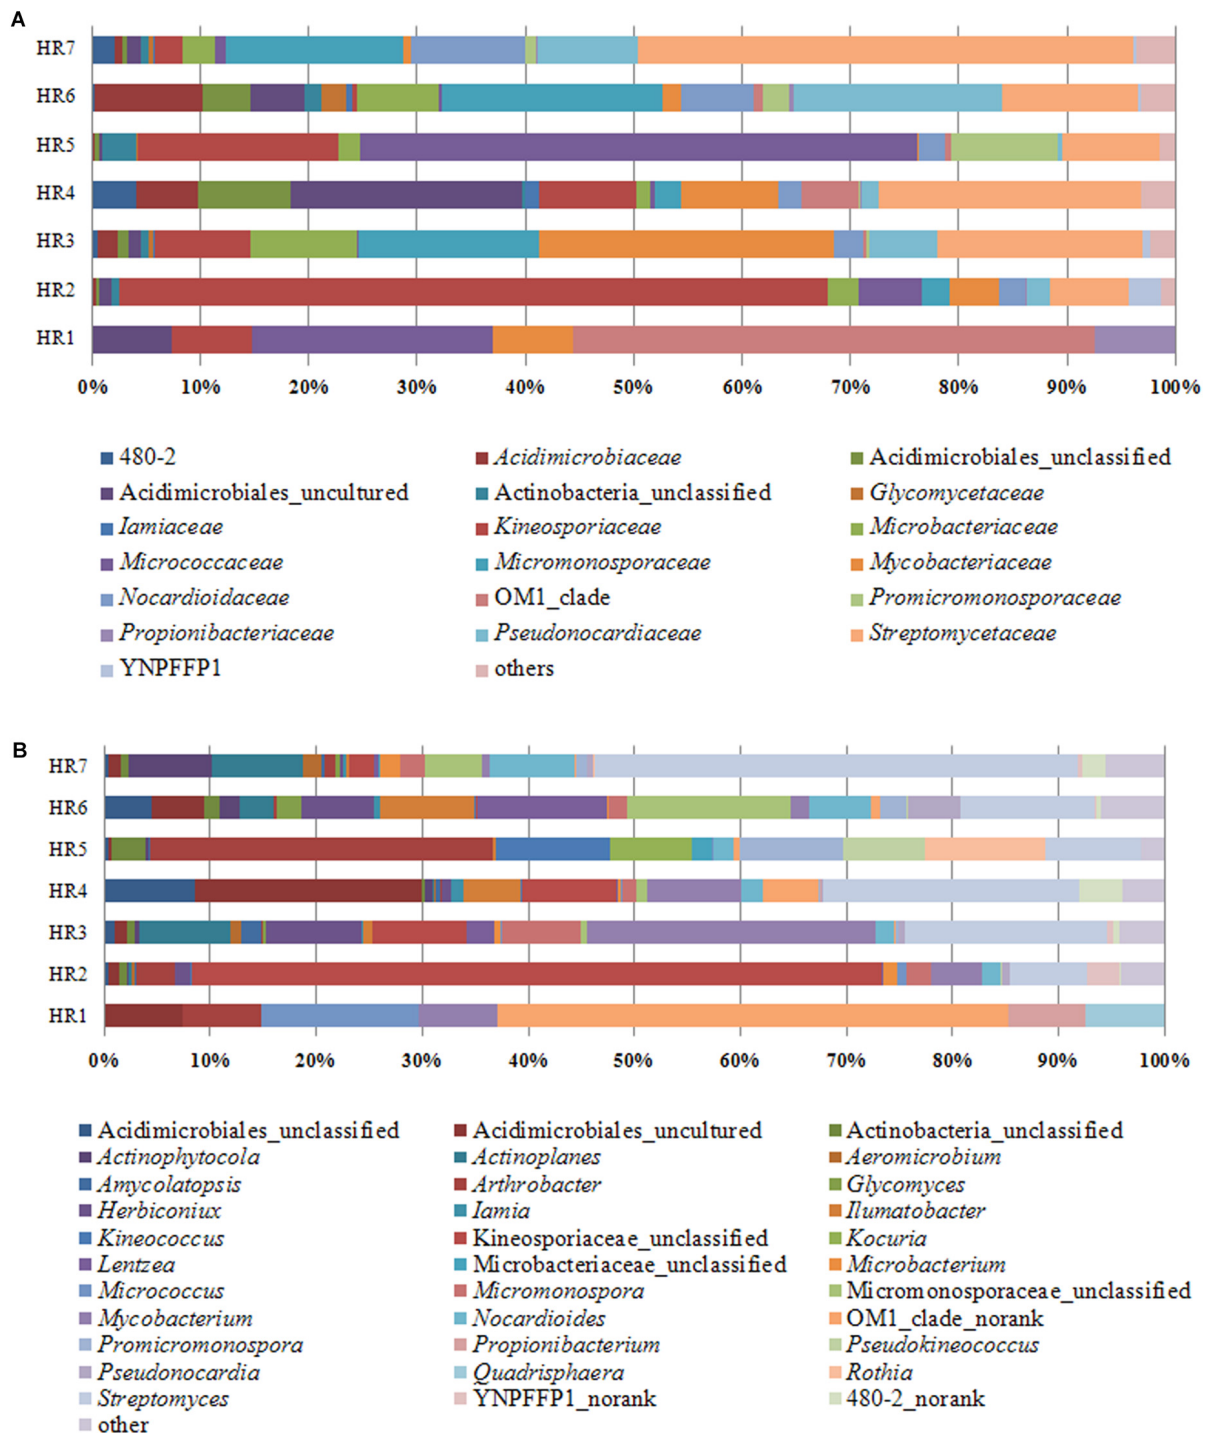 A
HR7
HR6
HR5
HR4
HR3
HR2
HR1
0% 10% 20% 30% 40% 50% 60% 70% 80% 90% 100%
480-2 Acidimicrobiaceae Acidimicrobiales_unclassified
Acidimicrobiales_uncultured Actinobacteria_unclassified Glycomycetaceae
Iamiaceae Kineosporiaceae Microbacteriaceae
Micrococcaceae Micromonosporaceae Mycobacteriaceae
Nocardioidaceae OM1_clade Promicromonosporaceae
Propionibacteriaceae Pseudonocardiaceae Streptomycetaceae
YNPFFP1 others
B
HR7
HR6
HR5
HR4
HR3
HR2
HR1
0% 10% 20% 30% 40% 50% 60% 70% 80% 90% 100%
Acidimicrobiales_unclassified Acidimicrobiales_uncultured Actinobacteria_unclassified
Actinophytocola Actinoplanes Aeromicrobium
Amycolatopsis Arthrobacter Glycomyces
Herbiconiux Iamia Ilumatobacter
Kineococcus Kineosporiaceae_unclassified Kocuria
Lentzea Microbacteriaceae_unclassified Microbacterium
Micrococcus Micromonospora Micromonosporaceae_unclassified
Mycobacterium Nocardioides OM1_clade_norank
Promicromonospora Propionibacterium Pseudokineococcus
Pseudonocardia Quadrisphaera Rothia
Streptomyces YNPFFP1_norank 480-2_norank
other